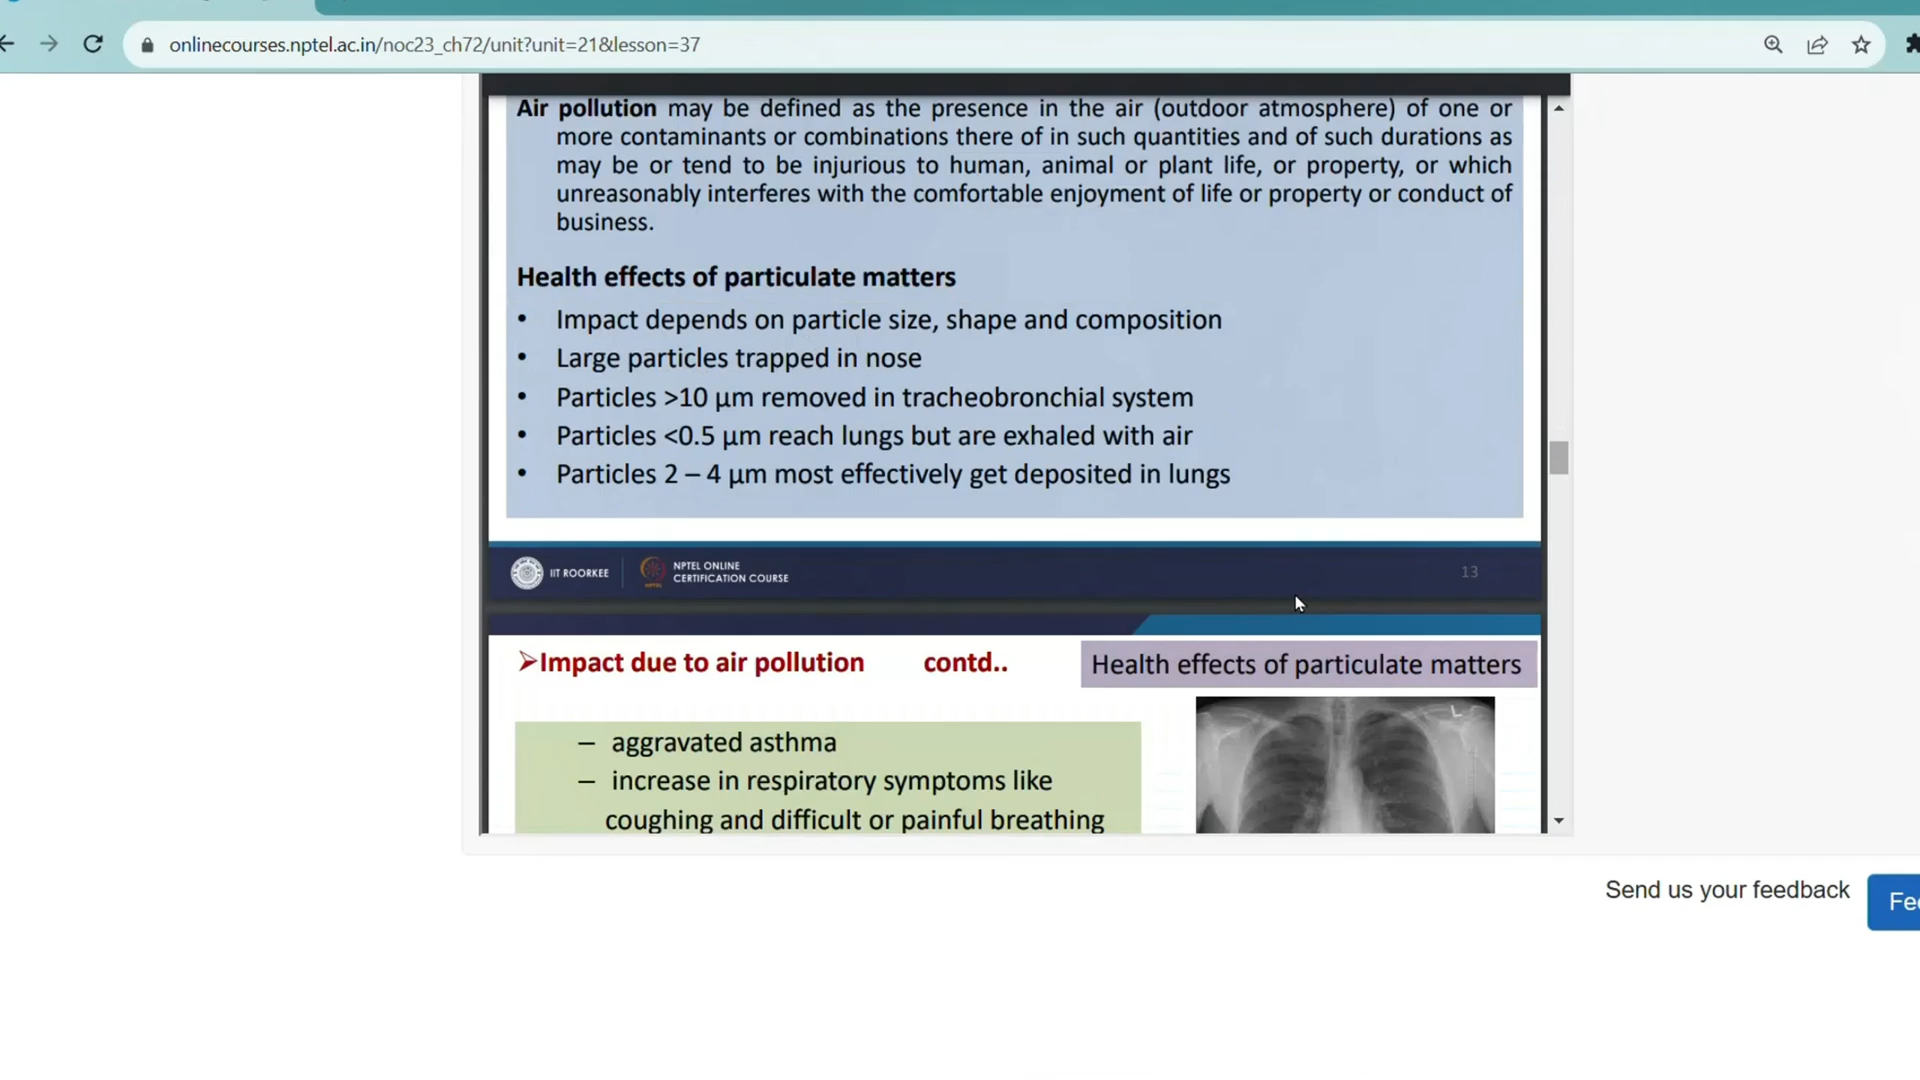 onlinecourses.nptel.ac.in/noc23_ch72/unit?unit=21&lesson=37
Air pollution may be defined as the presence in the air (outdoor atmosphere) of one or
more contaminants or combinations there of in such quantities and of such durations as
may be or tend to be injurious to human, animal or plant life, or property, or which
unreasonably interferes with the comfortable enjoyment of life or property or conduct of
business.
Health effects of particulate matters
• Impact depends on particle size, shape and composition
• Large particles trapped in nose
• Particles >10 μm removed in tracheobronchial system
• Particles <0.5 μm reach lungs but are exhaled with air
• Particles 2 – 4 μm most effectively get deposited in lungs
IIT ROORKEE
NPTEL ONLINE
CERTIFICATION COURSE
13
➢Impact due to air pollution contd..
Health effects of particulate matters
L
– aggravated asthma
– increase in respiratory symptoms like
coughing and difficult or painful breathing
Send us your feedback